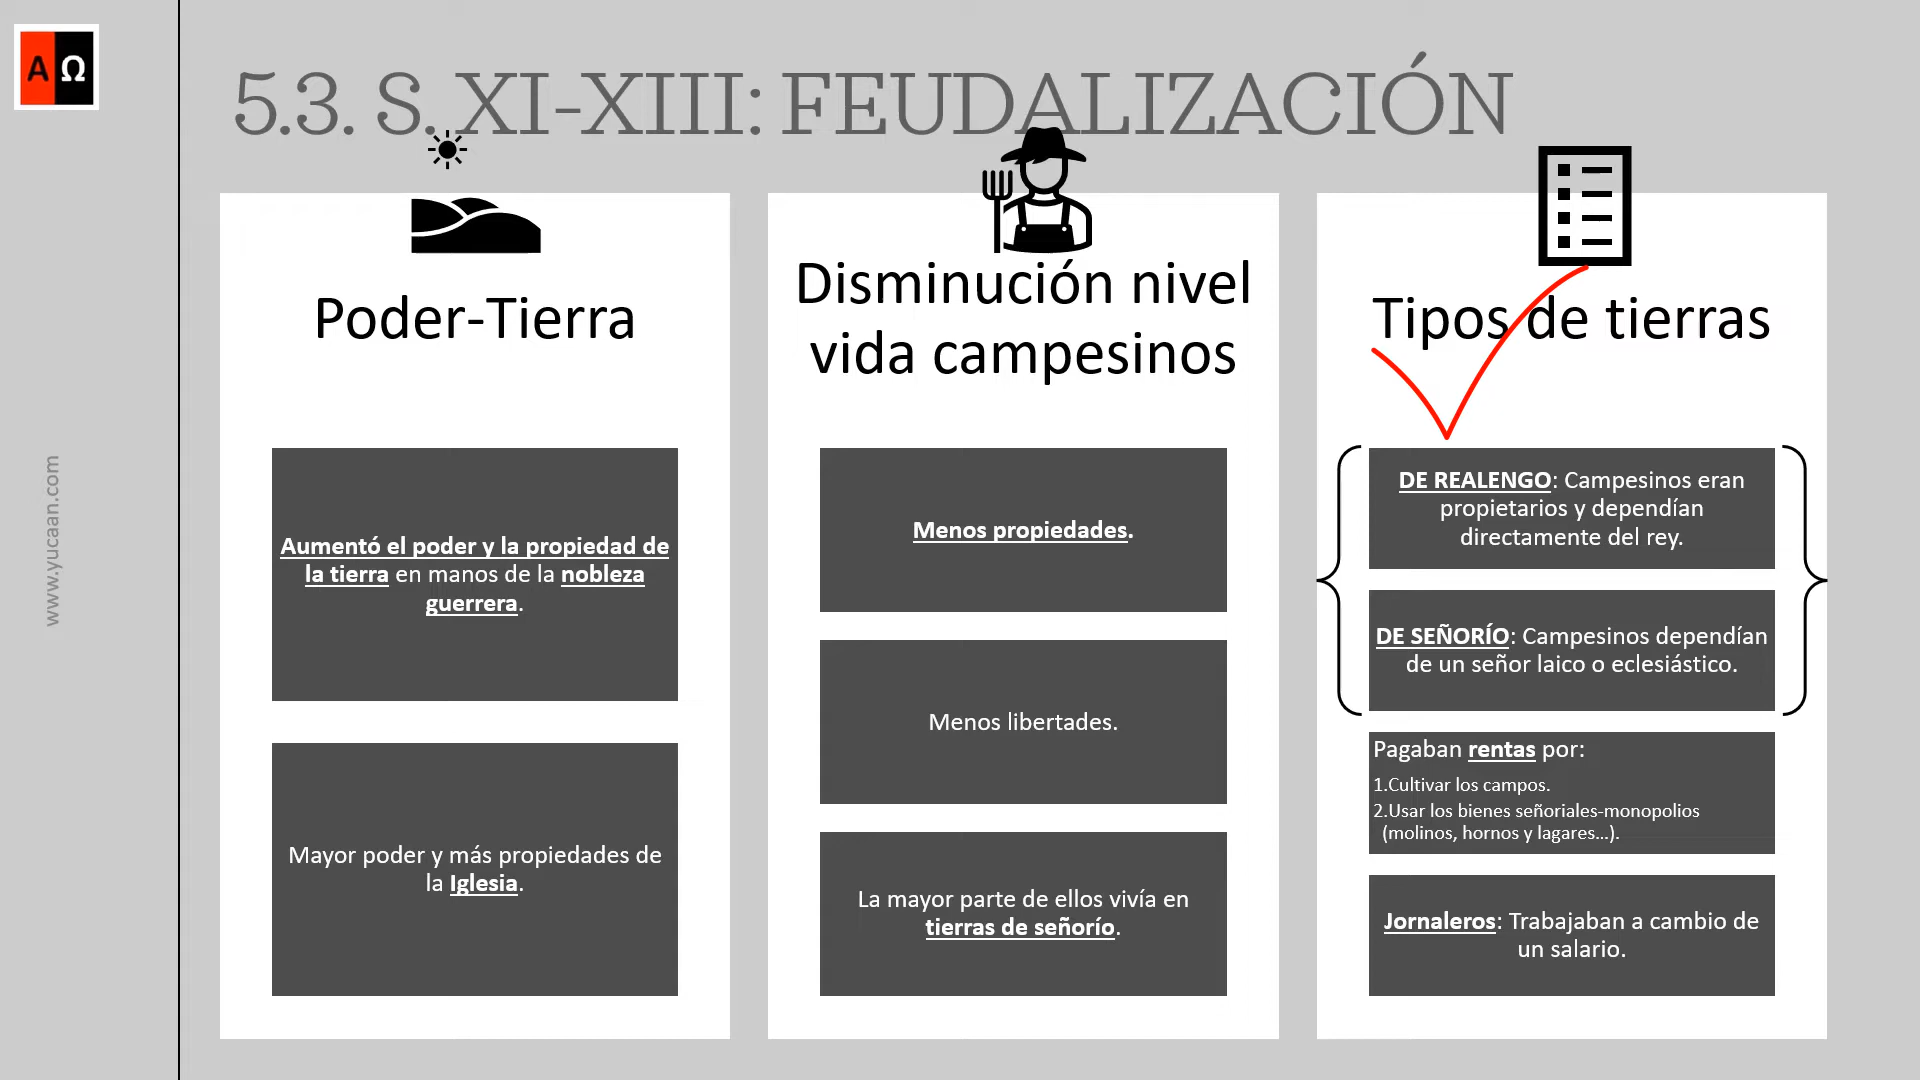 A Ω
5.3. S. XI-XIII: FEUDALIZACIÓN
www.yucaan.com
Poder-Tierra
Aumentó el poder y la propiedad de
la tierra en manos de la nobleza
guerrera.
Mayor poder y más propiedades de
la Iglesia.
Disminución nivel
vida campesinos
Menos propiedades.
Menos libertades.
La mayor parte de ellos vivía en
tierras de señorío.
Tipos de tierras
DE REALENGO: Campesinos eran
propietarios y dependían
directamente del rey.
DE SEÑORÍO: Campesinos dependían
de un señor laico o eclesiástico.
Pagaban rentas por:
1.Cultivar los campos.
2.Usar los bienes señoriales-monopolios
(molinos, hornos y lagares...).
Jornaleros: Trabajaban a cambio de
un salario.